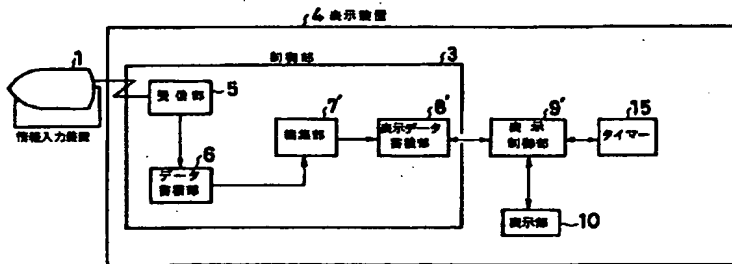 4 表示装置
1
制御部
3
受信部
5
情報入力装置
7'
編集部
8'
表示データ
蓄積部
9'
表示
制御部
15
タイマー
6
データ
蓄積部
表示部
10